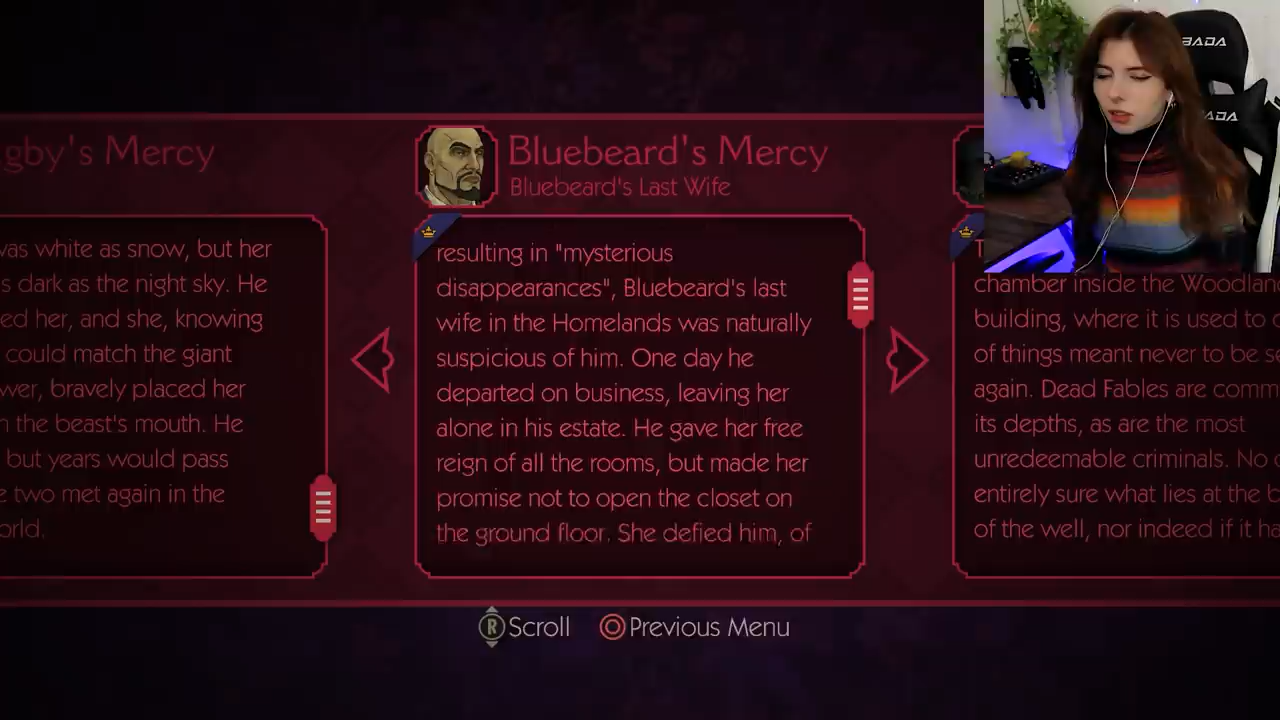 gby's Mercy
was white as snow, but her
s dark as the night sky. He
ed her, and she, knowing
could match the giant
wer, bravely placed her
n the beast's mouth. He
but years would pass
e two met again in the
orld.
Bluebeard's Mercy
Bluebeard's Last Wife
resulting in "mysterious
disappearances", Bluebeard's last
wife in the Homelands was naturally
suspicious of him. One day he
departed on business, leaving her
alone in his estate. He gave her free
reign of all the rooms, but made her
promise not to open the closet on
the ground floor. She defied him, of
T
chamber inside the Woodland
building, where it is used to
of things meant never to be se
again. Dead Fables are comm
its depths, as are the most
unredeemable criminals. No
entirely sure what lies at the b
of the well, nor indeed if it ha
R Scroll
Previous Menu
BADA
ADA